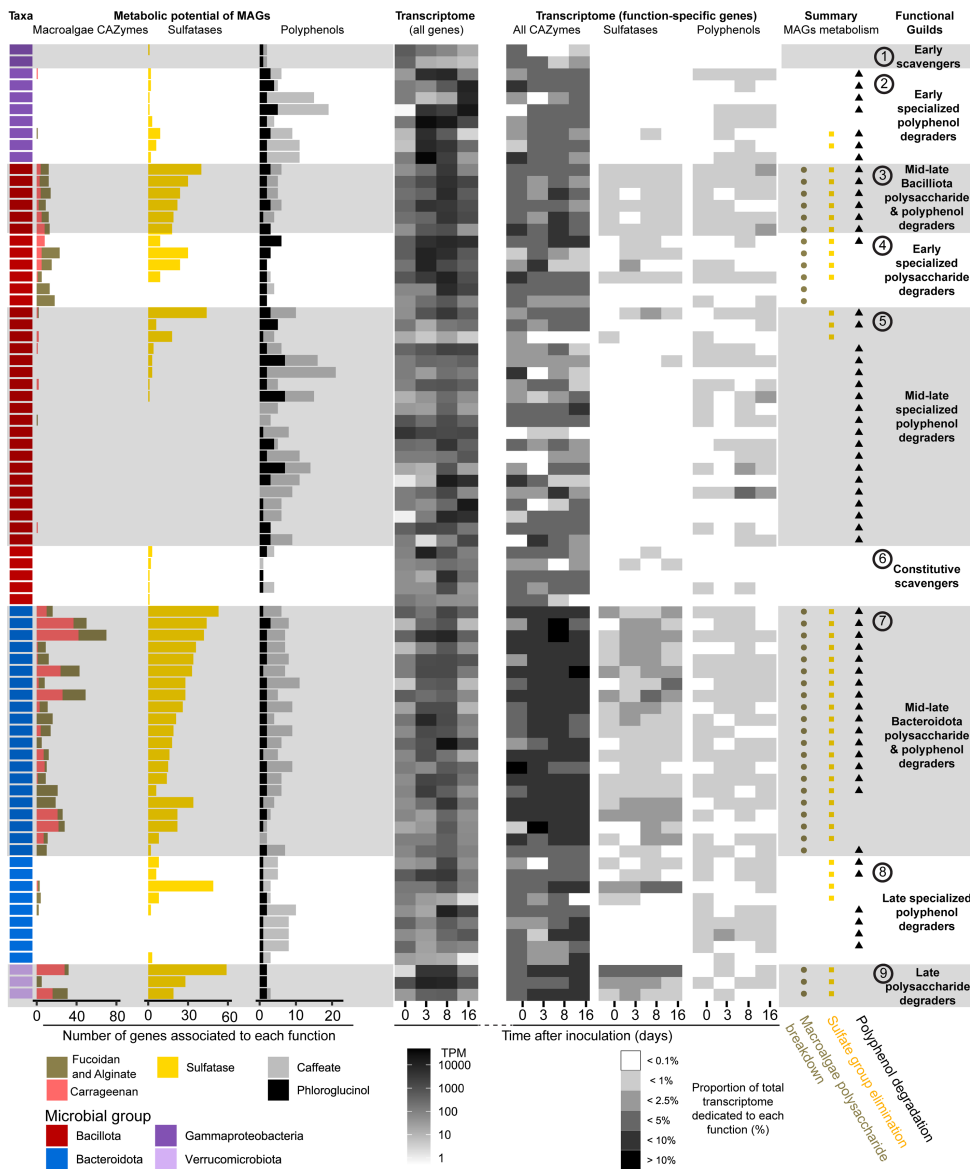 Taxa
Metabolic potential of MAGs
Macroalgae CAZymes
Sulfatases
Polyphenols
Transcriptome
(all genes)
Transcriptome (function-specific genes)
All CAZymes
Sulfatases
Polyphenols
Summary
MAGs metabolism
Functional
Guilds
1
Early
scavengers
2
Early
specialized
polyphenol
degraders
3
Mid-late
Bacilliota
polysaccharide
& polyphenol
degraders
4
Early
specialized
polysaccharide
degraders
5
Mid-late
specialized
polyphenol
degraders
6
Constitutive
scavengers
7
Mid-late
Bacteroidota
polysaccharide
& polyphenol
degraders
8
Late specialized
polyphenol
degraders
9
Late
polysaccharide
degraders
0 40 80
0 30 60
0 10 20
0 3 8 16
0 3 8 16
0 3 8 16
0 3 8 16
Number of genes associated to each function
Time after inoculation (days)
Fucoidan
and Alginate
Carrageenan
Sulfatase
Caffeate
Phloroglucinol
Microbial group
Bacillota
Bacteroidota
Gammaproteobacteria
Verrucomicrobiota
TPM
10000
1000
100
10
1
< 0.1%
< 1%
< 2.5%
< 5%
< 10%
> 10%
Proportion of total
transcriptome
dedicated to each
function (%)
Macroalgae polysaccharide
breakdown
Sulfate group elimination
Polyphenol degradation